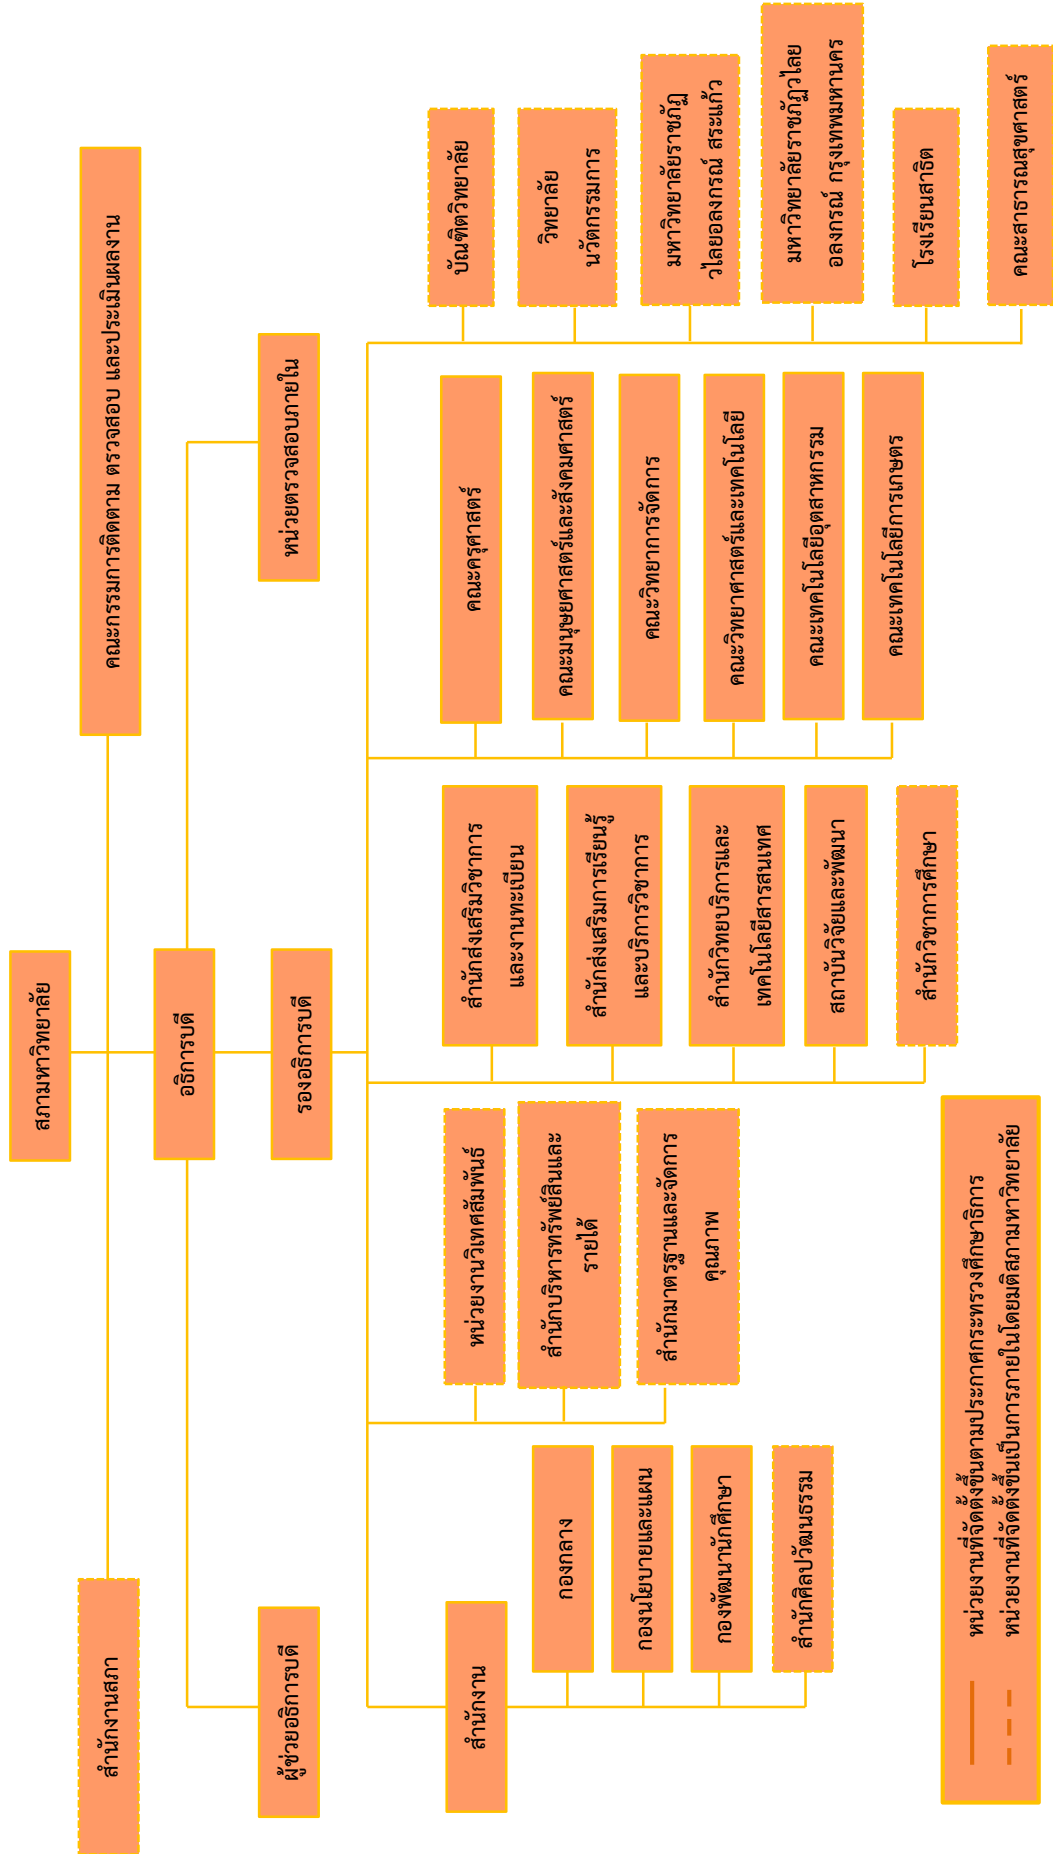 สภามหาวิทยาลัย
สำนักงานสภา
คณะกรรมการติดตาม ตรวจสอบ และประเมินผลงาน
อธิการบดี
ผู้ช่วยอธิการบดี
รองอธิการบดี
หน่วยตรวจสอบภายใน
สำนักงาน
กองกลาง
กองนโยบายและแผน
กองพัฒนานักศึกษา
สำนักศิลปวัฒนธรรม
หน่วยงานวิเทศสัมพันธ์
สำนักบริหารทรัพย์สินและ
รายได้
สำนักมาตรฐานและจัดการ
คุณภาพ
สำนักส่งเสริมวิชาการ
และงานทะเบียน
สำนักส่งเสริมการเรียนรู้
และบริการวิชาการ
สำนักวิทยบริการและ
เทคโนโลยีสารสนเทศ
สถาบันวิจัยและพัฒนา
สำนักวิชาการศึกษา
คณะครุศาสตร์
คณะมนุษยศาสตร์และสังคมศาสตร์
คณะวิทยาการจัดการ
คณะวิทยาศาสตร์และเทคโนโลยี
คณะเทคโนโลยีอุตสาหกรรม
คณะเทคโนโลยีการเกษตร
บัณฑิตวิทยาลัย
วิทยาลัย
นวัตกรรมการ
มหาวิทยาลัยราชภัฏ
วไลยอลงกรณ์ สระแก้ว
มหาวิทยาลัยราชภัฏวไลย
อลงกรณ์ กรุงเทพมหานคร
โรงเรียนสาธิต
คณะสาธารณสุขศาสตร์
หน่วยงานที่จัดตั้งขึ้นตามประกาศกระทรวงศึกษาธิการ
หน่วยงานที่จัดตั้งขึ้นเป็นการภายในโดยมติสภามหาวิทยาลัย